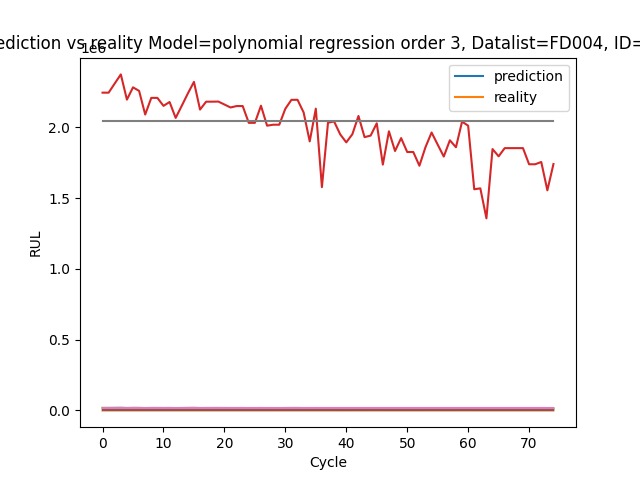 ediction vs reality Model=polynomial regression order 3, Datalist=FD004, ID=
1e6
prediction
reality
2.0
1.5
1.0
0.5
0.0
RUL
0 10 20 30 40 50 60 70
Cycle